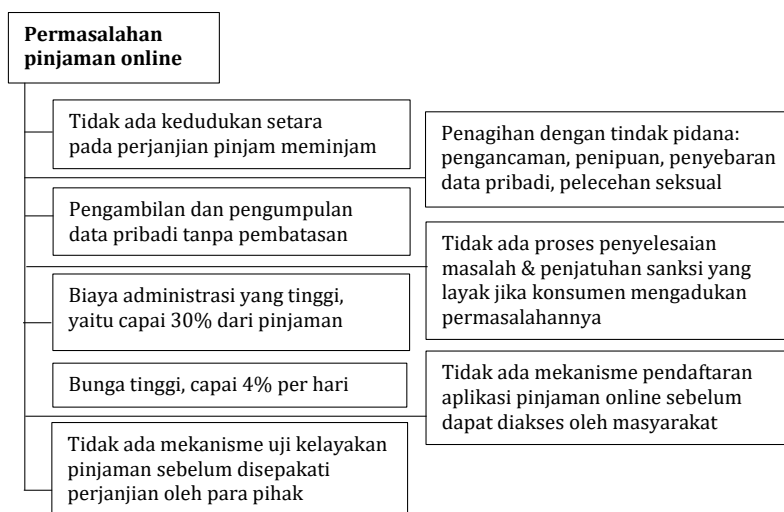 Permasalahan
pinjaman online
Tidak ada kedudukan setara
pada perjanjian pinjam meminjam
Pengambilan dan pengumpulan
data pribadi tanpa pembatasan
Biaya administrasi yang tinggi,
yaitu capai 30% dari pinjaman
Bunga tinggi, capai 4% per hari
Tidak ada mekanisme uji kelayakan
pinjaman sebelum disepakati
perjanjian oleh para pihak
Penagihan dengan tindak pidana:
pengancaman, penipuan, penyebaran
data pribadi, pelecehan seksual
Tidak ada proses penyelesaian
masalah & penjatuhan sanksi yang
layak jika konsumen mengadukan
permasalahannya
Tidak ada mekanisme pendaftaran
aplikasi pinjaman online sebelum
dapat diakses oleh masyarakat